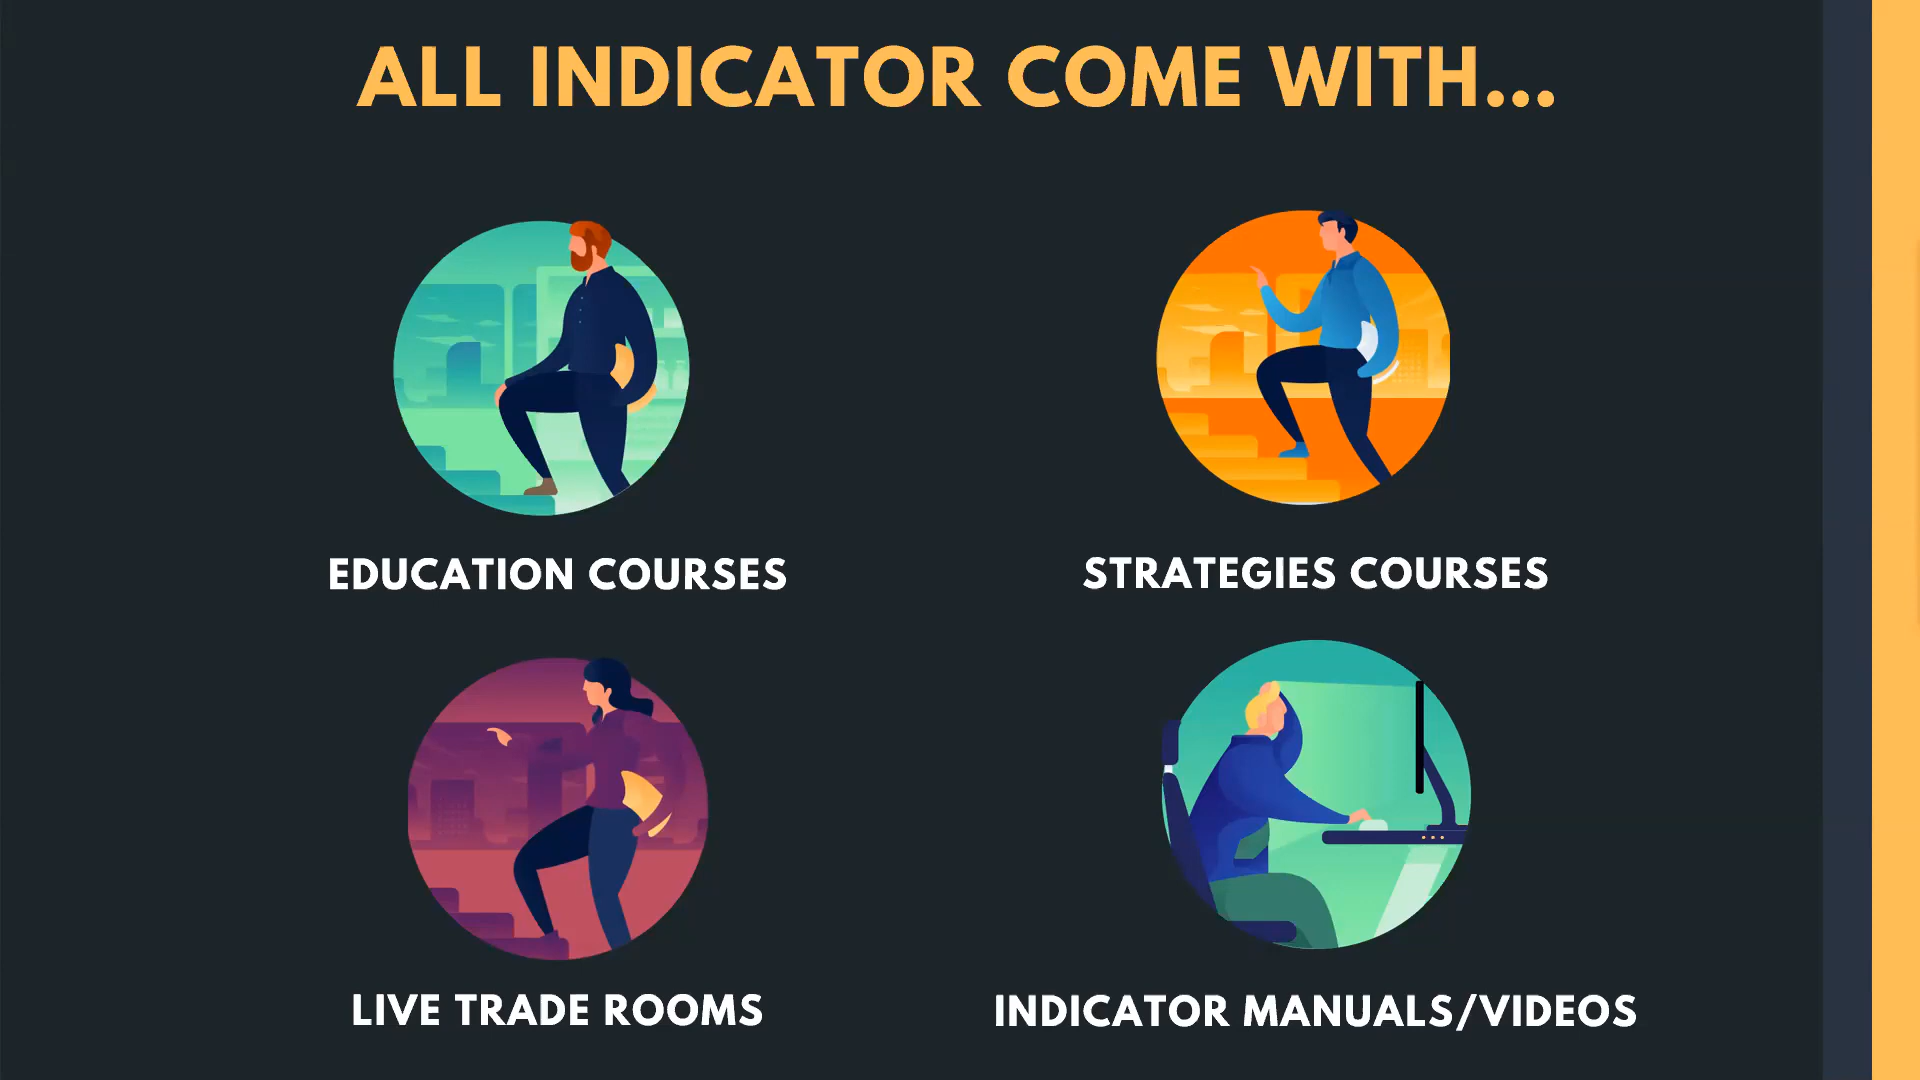 ALL INDICATOR COME WITH...
EDUCATION COURSES
STRATEGIES COURSES
LIVE TRADE ROOMS
INDICATOR MANUALS/VIDEOS